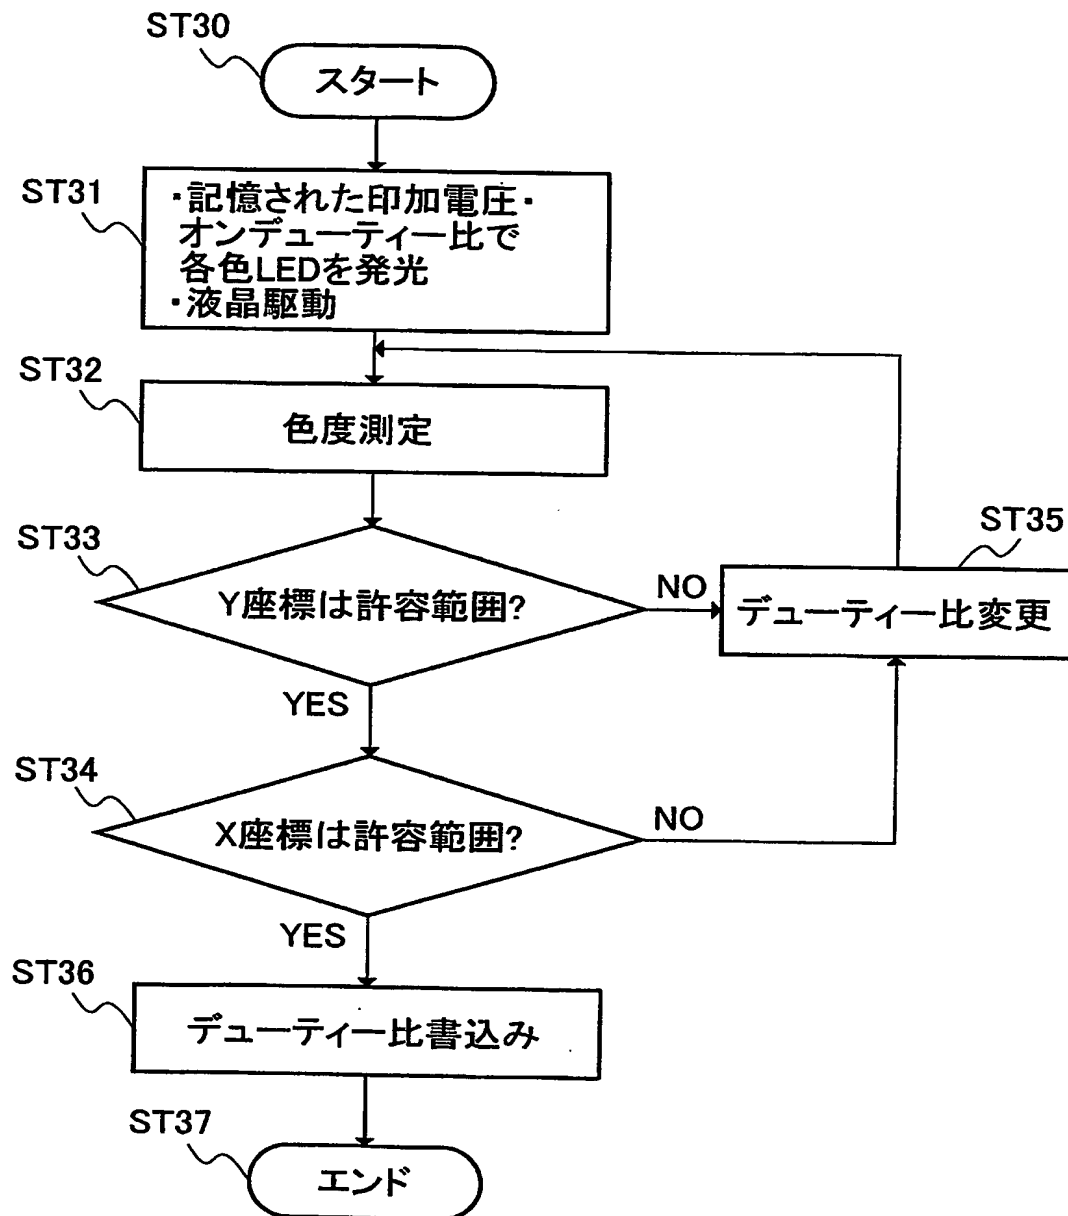 ST30
スタート
ST31
・記憶された印加電圧・
オンデューティー比で
各色LEDを発光
・液晶駆動
ST32
色度測定
ST33
Y座標は許容範囲?
NO
ST35
デューティー比変更
YES
ST34
X座標は許容範囲?
NO
YES
ST36
デューティー比書込み
ST37
エンド